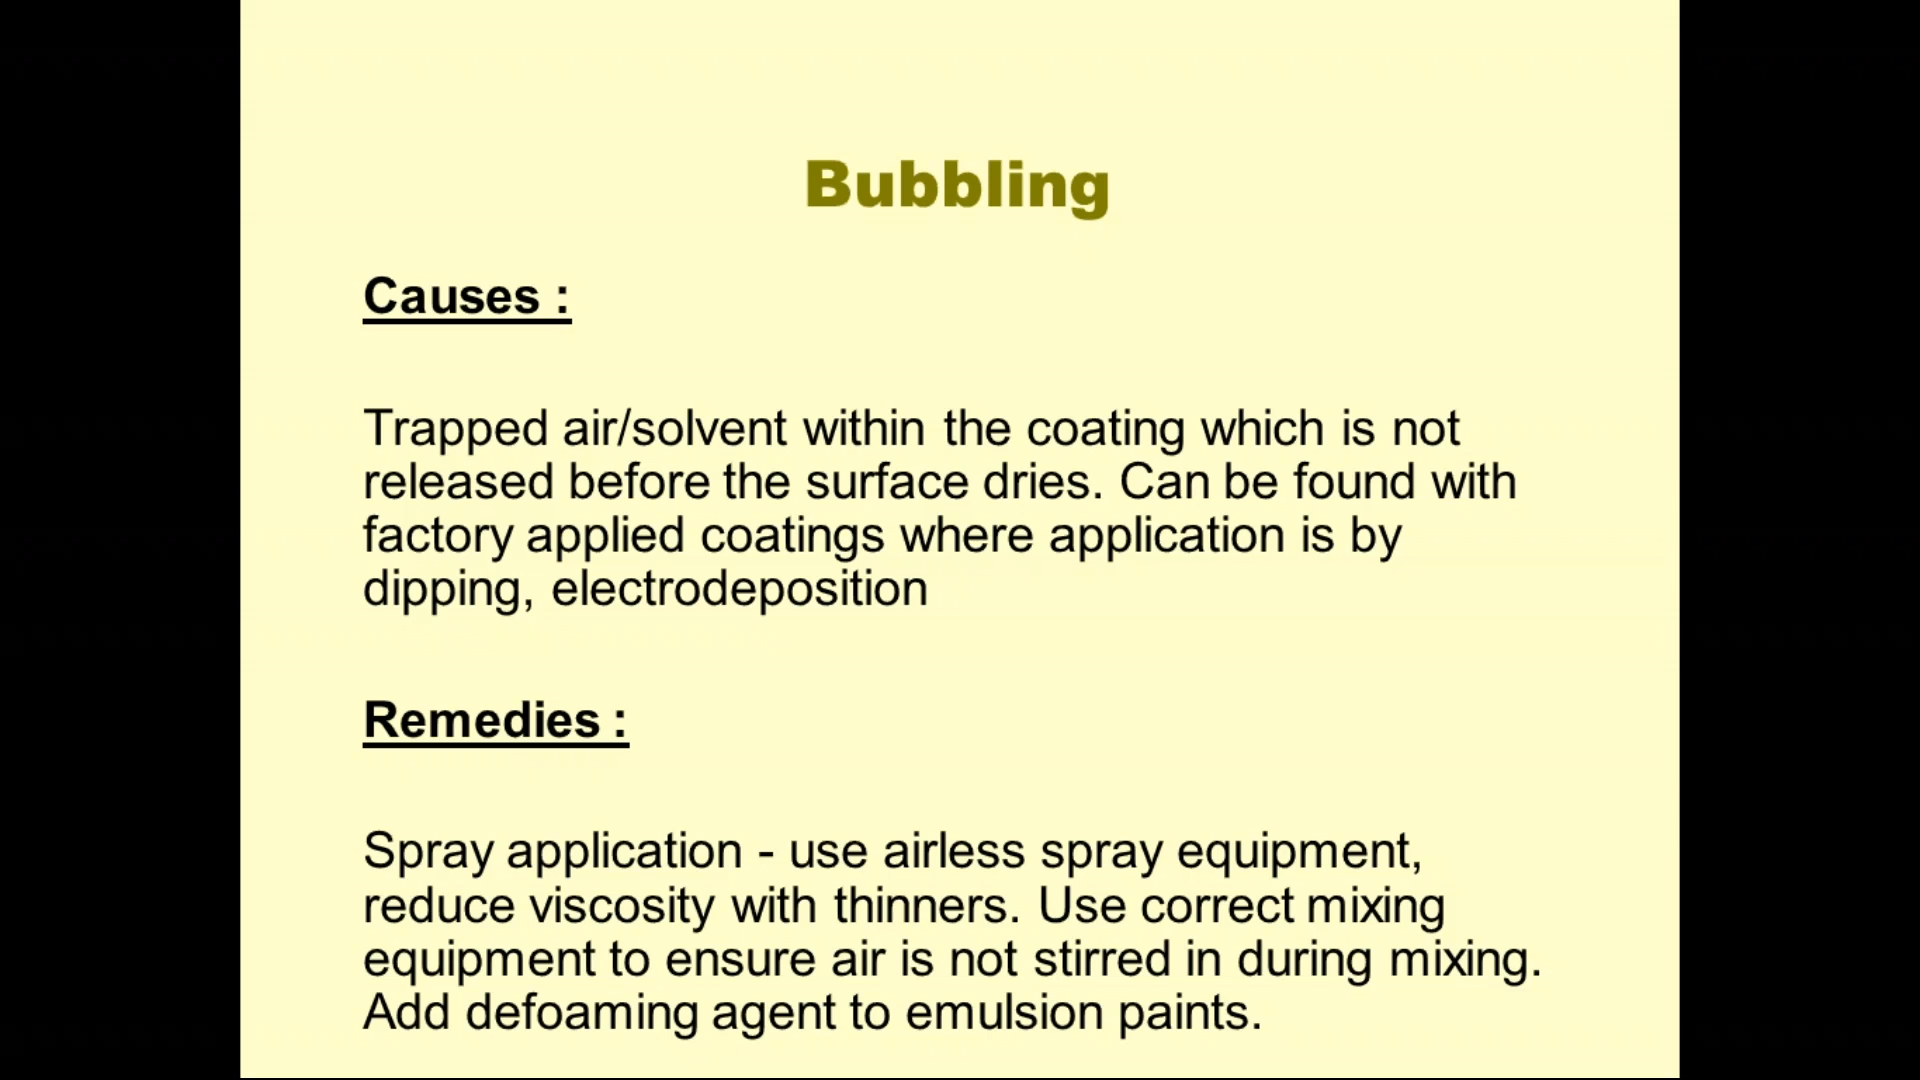 Bubbling
Causes :
Trapped air/solvent within the coating which is not
released before the surface dries. Can be found with
factory applied coatings where application is by
dipping, electrodeposition
Remedies :
Spray application - use airless spray equipment,
reduce viscosity with thinners. Use correct mixing
equipment to ensure air is not stirred in during mixing.
Add defoaming agent to emulsion paints.